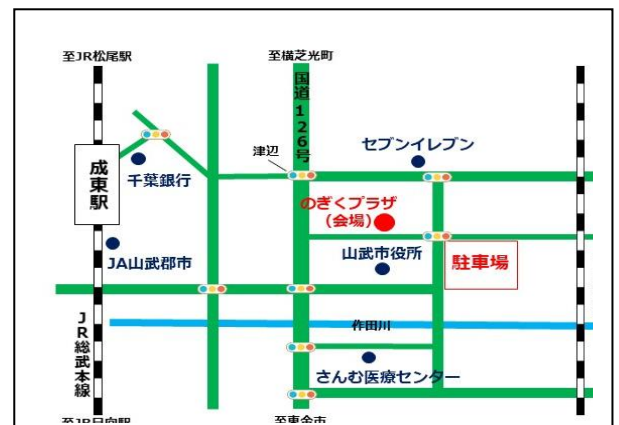 至JR松尾駅
至横芝光町
国道126号
津辺
セブンイレブン
成東駅
千葉銀行
のぎくプラザ
(会場)
JA山武郡市
山武市役所
駐車場
作田川
JR総武本線
さんむ医療センター
至JR日向駅
至東金市